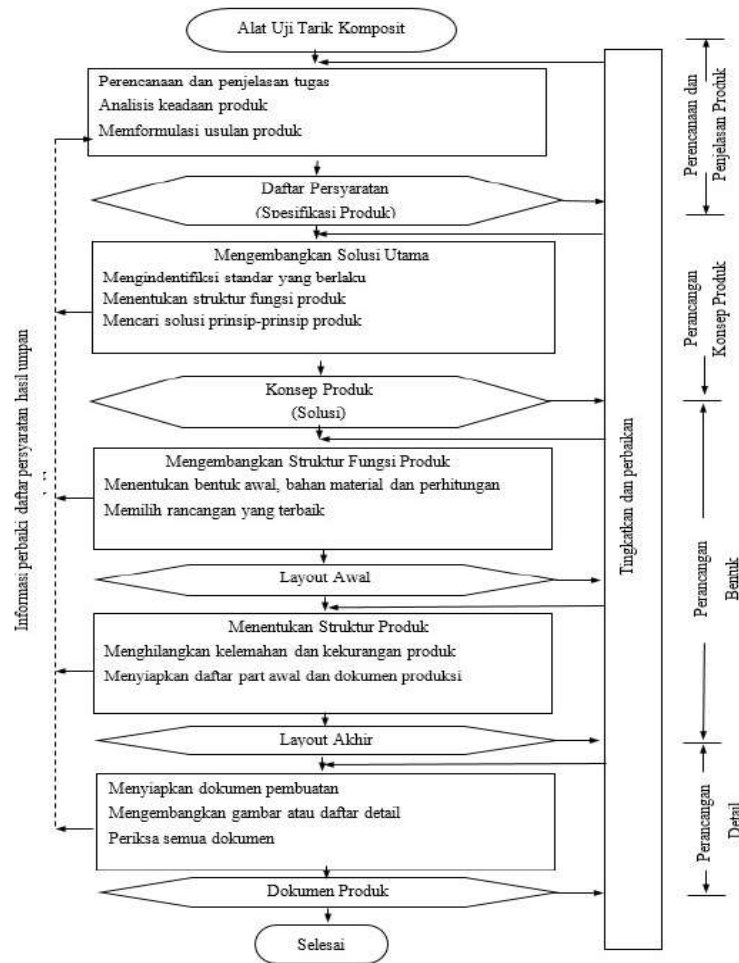 Alat Uji Tarik Komposit
Perencanaan dan penjelasan tugas
Analisis keadaan produk
Memformulasi usulan produk
Daftar Persyaratan
(Spesifikasi Produk)
Mengembangkan Solusi Utama
Mengindentifiksi standar yang berlaku
Menentukan struktur fungsi produk
Mencari solusi prinsip-prinsip produk
Konsep Produk
(Solusi)
Mengembangkan Struktur Fungsi Produk
Menentukan bentuk awal, bahan material dan perhitungan
Memilih rancangan yang terbaik
Layout Awal
Menentukan Struktur Produk
Menghilangkan kelemahan dan kekurangan produk
Menyiapkan daftar part awal dan dokumen produksi
Layout Akhir
Menyiapkan dokumen pembuatan
Mengembangkan gambar atau daftar detail
Periksa semua dokumen
Dokumen Produk
Selesai
Informasi perbaiki daftar persyaratan hasil umpan
Tingkatkan dan perbaikan
Perencanaan dan
Penjelasan Produk
Perancangan
Konsep Produk
Perancangan
Bentuk
Perancangan
Detail